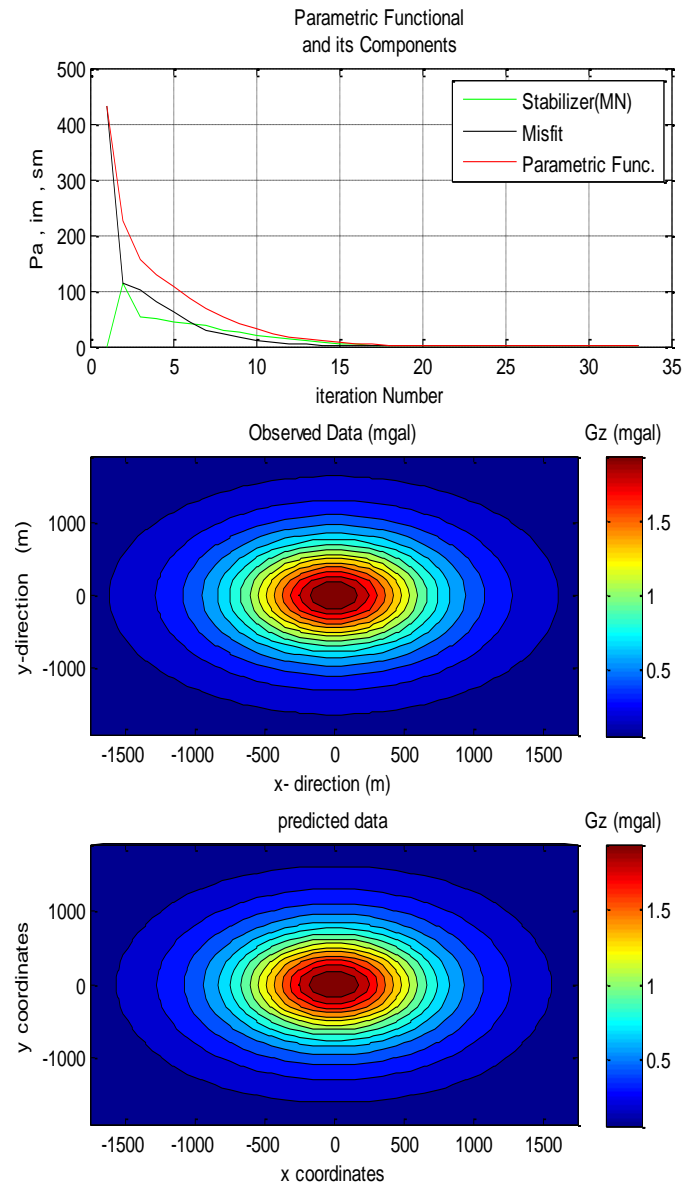 Parametric Functional
and its Components
500
400
300
200
100
0
Pa , im , sm
Stabilizer(MN)
Misfit
Parametric Func.
0 5 10 15 20 25 30 35
iteration Number
Observed Data (mgal)
Gz (mgal)
1000
0
-1000
y-direction (m)
1.5
1
0.5
-1500 -1000 -500 0 500 1000 1500
x- direction (m)
predicted data
Gz (mgal)
1000
0
-1000
y coordinates
1.5
1
0.5
-1500 -1000 -500 0 500 1000 1500
x coordinates